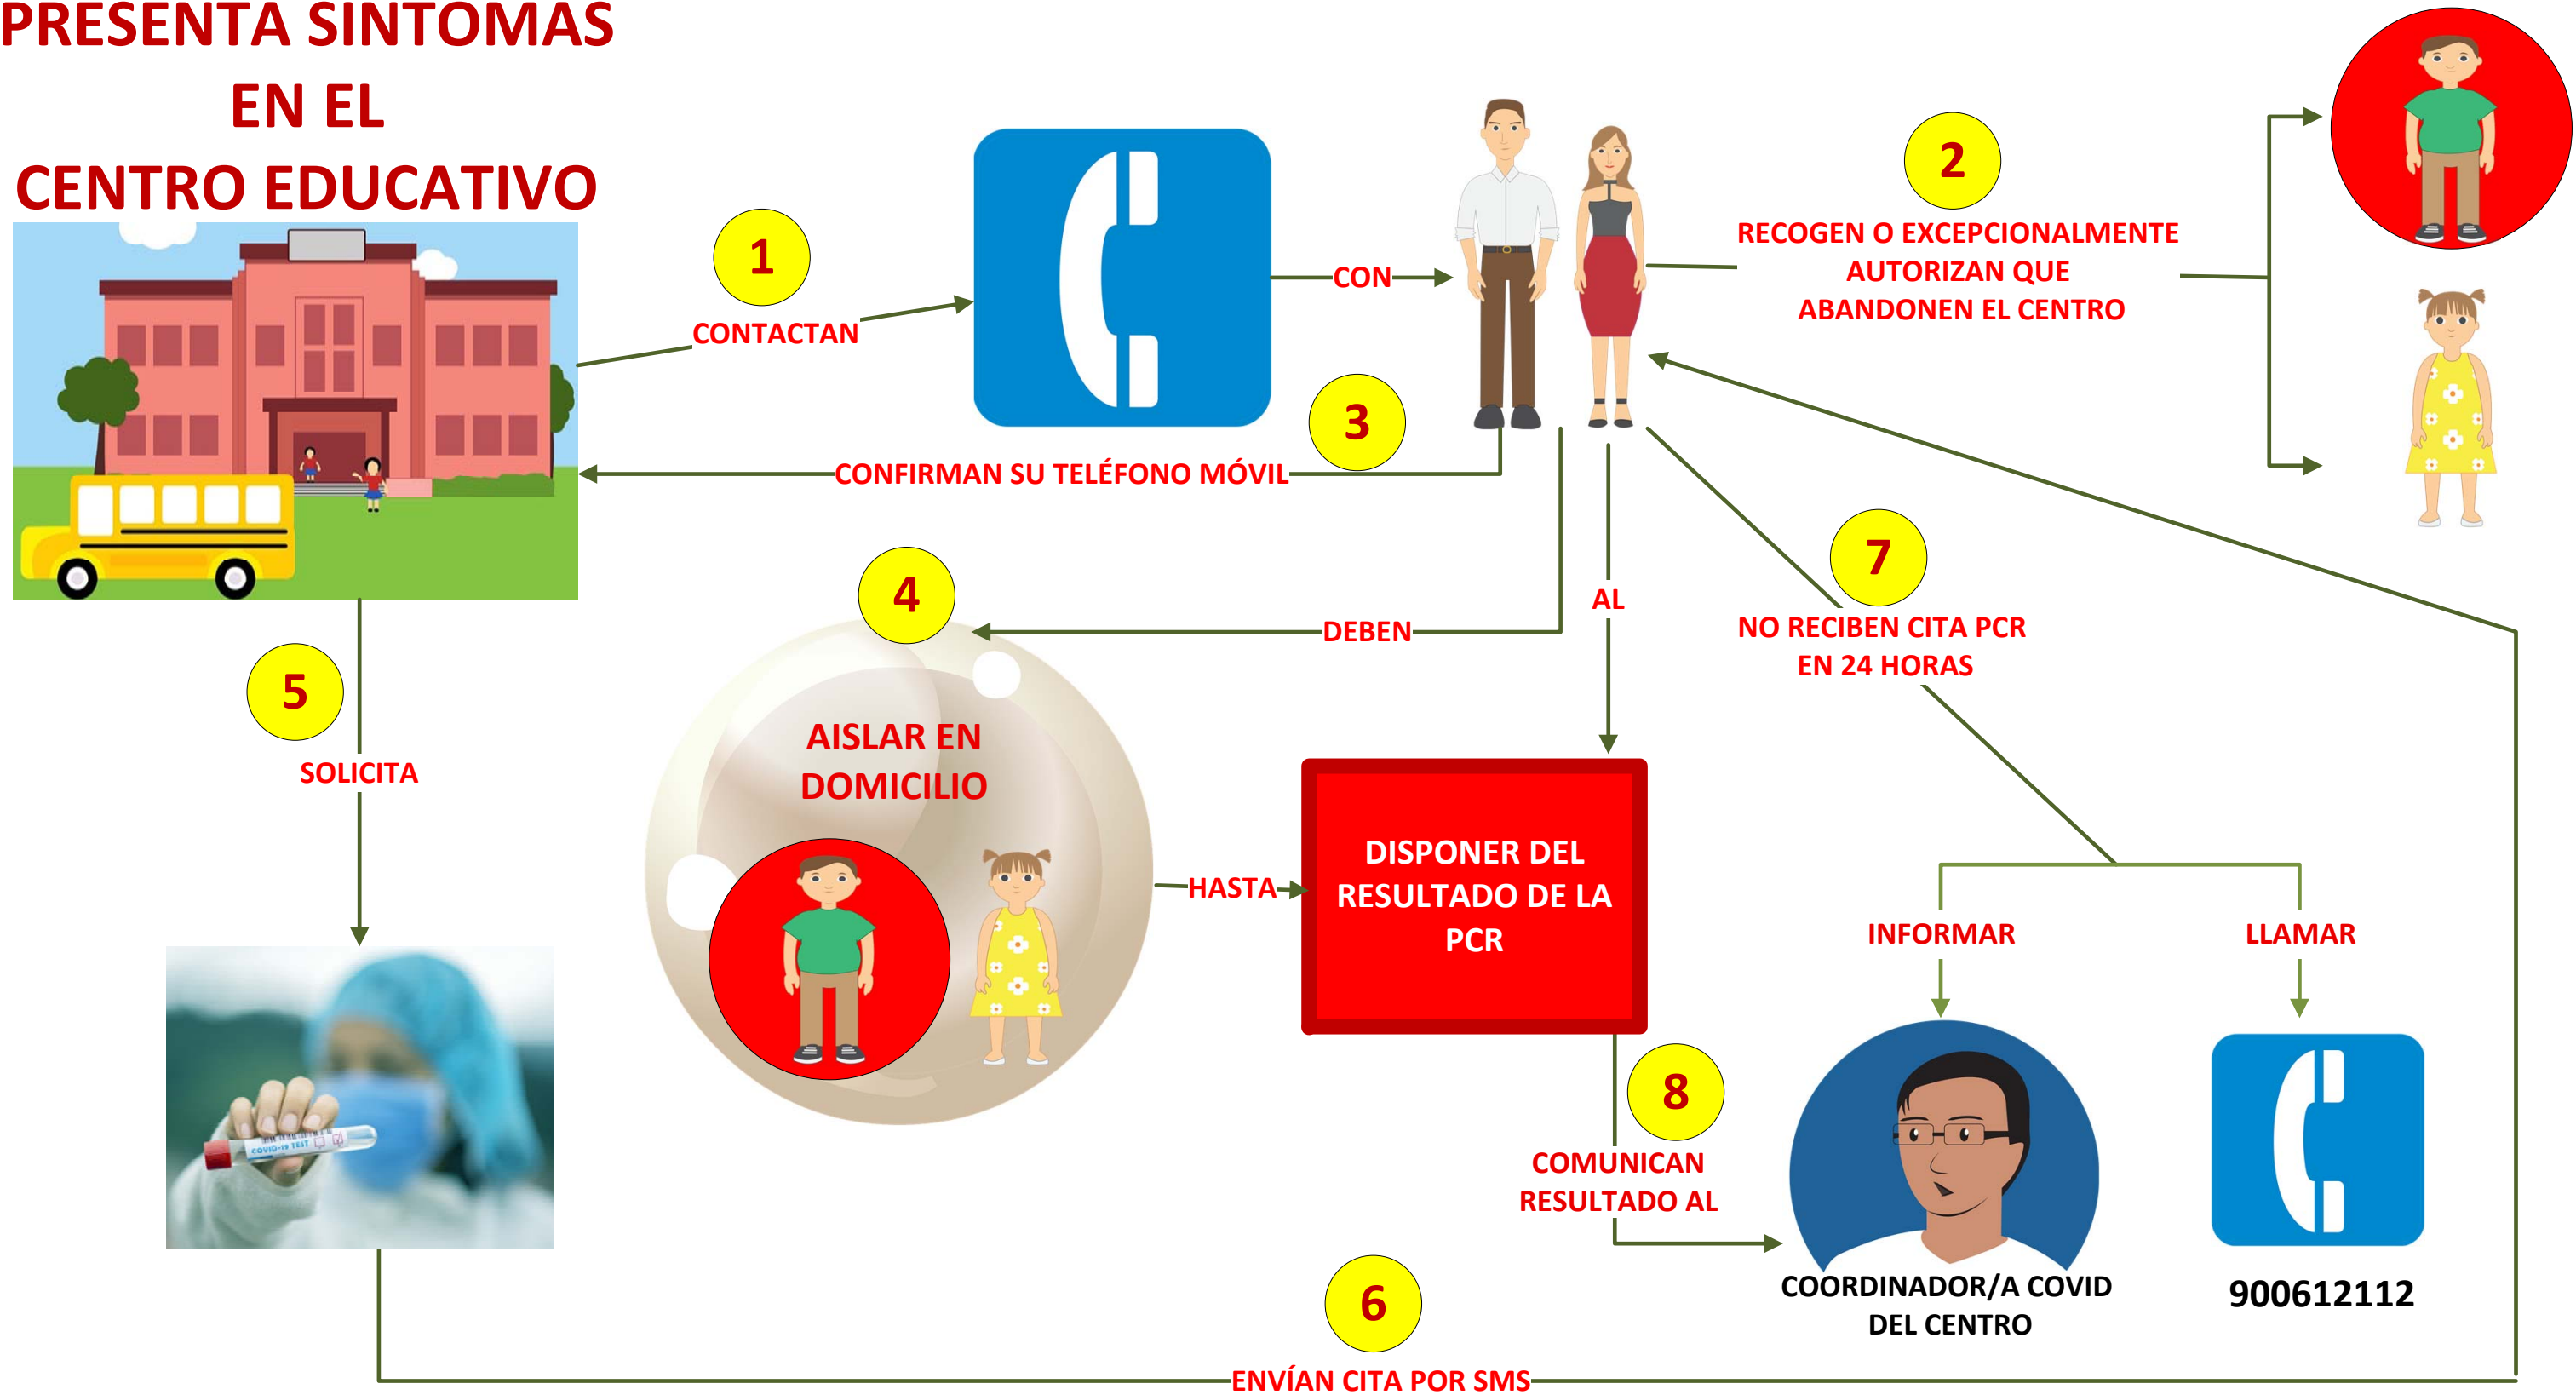 PRESENTA SINTOMAS
EN EL
CENTRO EDUCATIVO
1
CONTACTAN
CON
2
RECOGEN O EXCEPCIONALMENTE
AUTORIZAN QUE
ABANDONEN EL CENTRO
3
CONFIRMAN SU TELÉFONO MÓVIL
4
DEBEN
AISLAR EN
DOMICILIO
HASTA
AL
DISPONER DEL
RESULTADO DE LA
PCR
5
SOLICITA
COVID-19 TEST
6
ENVÍAN CITA POR SMS
7
NO RECIBEN CITA PCR
EN 24 HORAS
INFORMAR
LLAMAR
8
COMUNICAN
RESULTADO AL
COORDINADOR/A COVID
DEL CENTRO
900612112